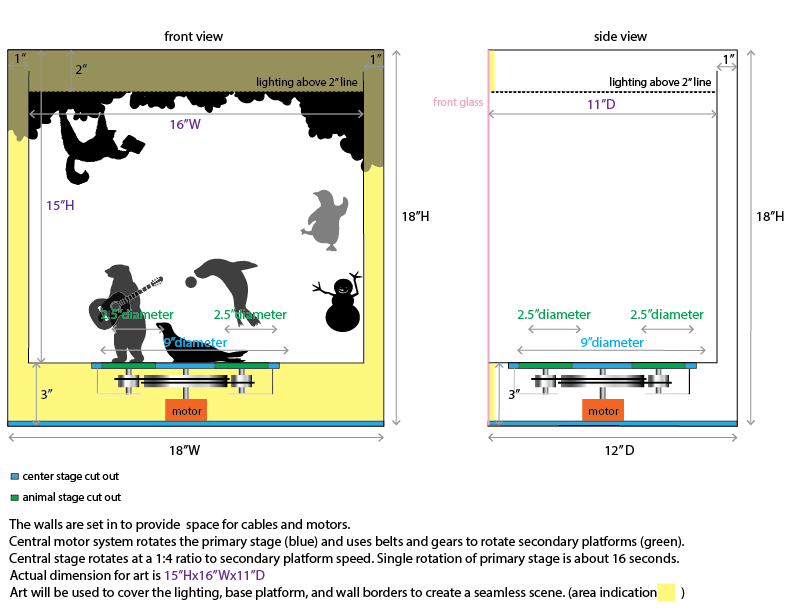 front view
side view
1"
1"
1"
2"
lighting above 2" line
lighting above 2" line
front glass
16"W
11"D
15"H
18"H
18"H
2.5"diameter
2.5"diameter
2.5"diameter
2.5"diameter
9"diameter
9"diameter
3"
3"
motor
motor
18"W
12"D
center stage cut out
animal stage cut out
The walls are set in to provide space for cables and motors.
Central motor system rotates the primary stage (blue) and uses belts and gears to rotate secondary platforms (green).
Central stage rotates at a 1:4 ratio to secondary platform speed. Single rotation of primary stage is about 16 seconds.
Actual dimension for art is 15"Hx16"Wx11"D
Art will be used to cover the lighting, base platform, and wall borders to create a seamless scene. (area indication )